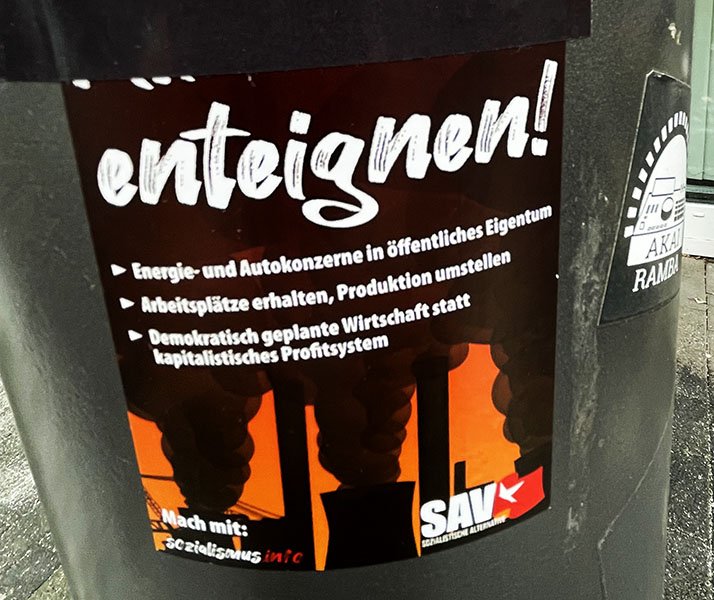 enteignen!
► Energie- und Autokonzerne in öffentliches Eigentum
► Arbeitsplätze erhalten, Produktion umstellen
► Demokratisch geplante Wirtschaft statt
kapitalistisches Profitsystem
Mach mit:
sozialismus.info
SAV
SOZIALISTISCHE ALTERNATIVE
RAMBA